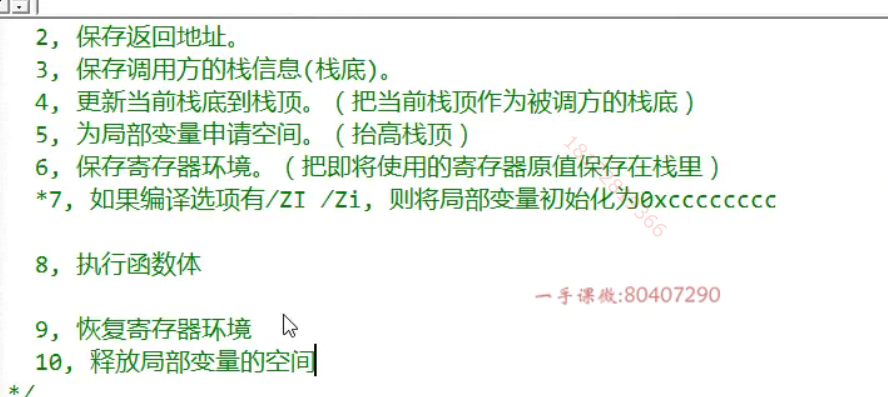 2, 保存返回地址。
3, 保存调用方的栈信息(栈底)。
4, 更新当前栈底到栈顶。（把当前栈顶作为被调方的栈底）
5, 为局部变量申请空间。（抬高栈顶）
6, 保存寄存器环境。（把即将使用的寄存器原值保存在栈里）
*7, 如果编译选项有/ZI /Zi, 则将局部变量初始化为0xcccccccc
8, 执行函数体
一手课微:80407290
9, 恢复寄存器环境
10, 释放局部变量的空间
*/